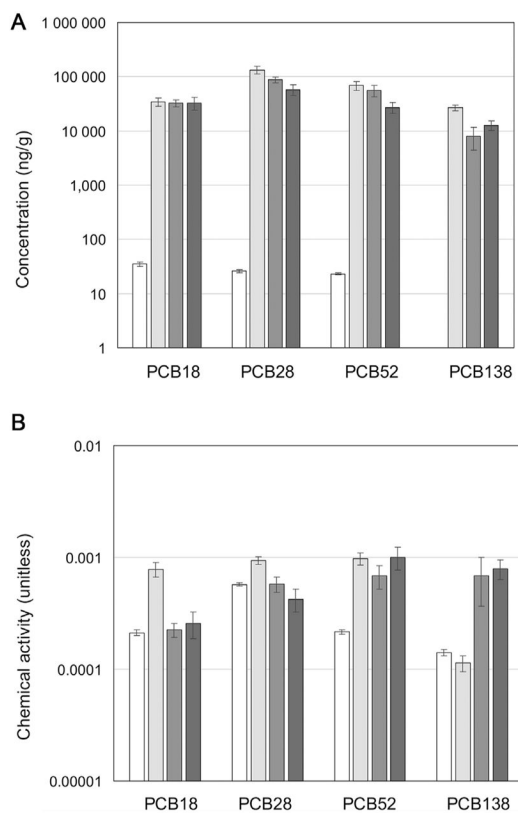 A
Concentration (ng/g)
1 000 000
100 000
10 000
1,000
100
10
1
PCB18 PCB28 PCB52 PCB138
B
Chemical activity (unitless)
0.01
0.001
0.0001
0.00001
PCB18 PCB28 PCB52 PCB138